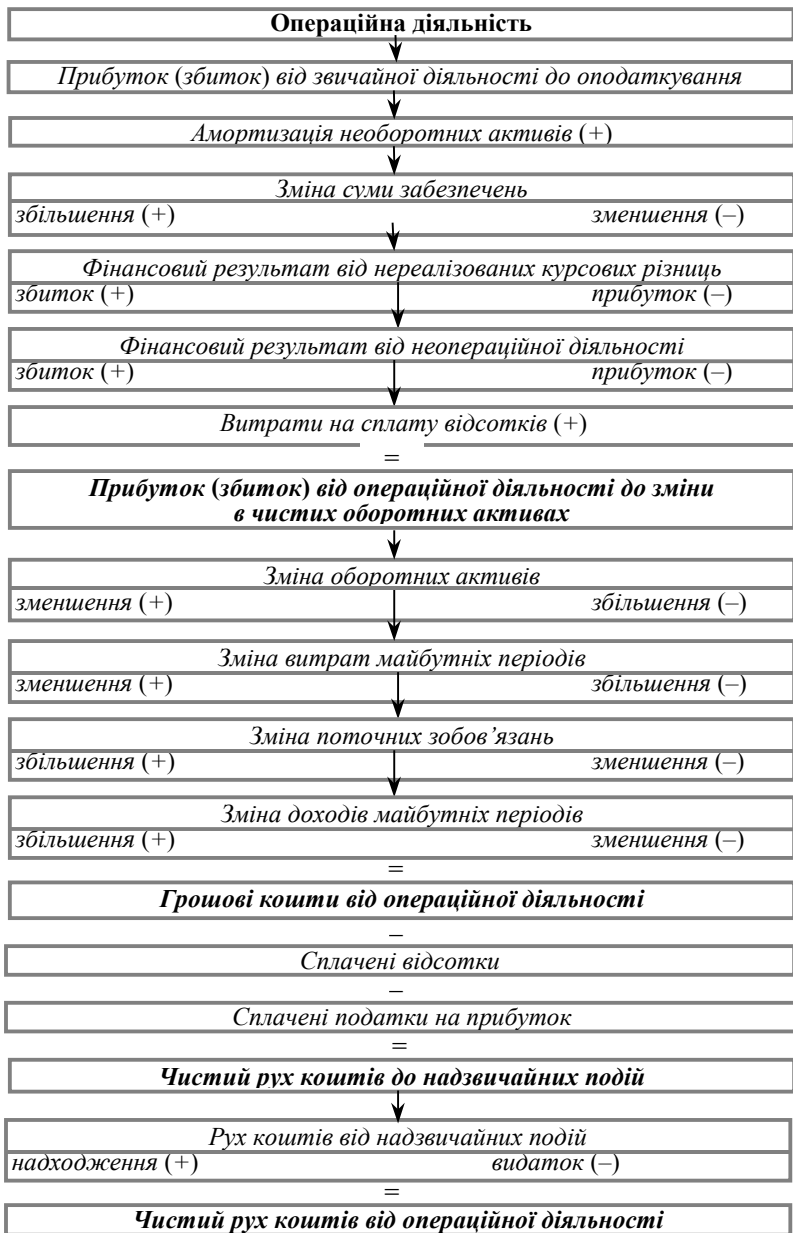 Операційна діяльність
Прибуток (збиток) від звичайної діяльності до оподаткування
Амортизація необоротних активів (+)
Зміна суми забезпечень
збільшення (+) зменшення (–)
Фінансовий результат від нереалізованих курсових різниць
збиток (+) прибуток (–)
Фінансовий результат від неопераційної діяльності
збиток (+) прибуток (–)
Витрати на сплату відсотків (+)
=
Прибуток (збиток) від операційної діяльності до зміни
в чистих оборотних активах
Зміна оборотних активів
зменшення (+) збільшення (–)
Зміна витрат майбутніх періодів
зменшення (+) збільшення (–)
Зміна поточних зобов’язань
збільшення (+) зменшення (–)
Зміна доходів майбутніх періодів
збільшення (+) зменшення (–)
=
Грошові кошти від операційної діяльності
–
Сплачені відсотки
–
Сплачені податки на прибуток
=
Чистий рух коштів до надзвичайних подій
Рух коштів від надзвичайних подій
надходження (+) видаток (–)
=
Чистий рух коштів від операційної діяльності